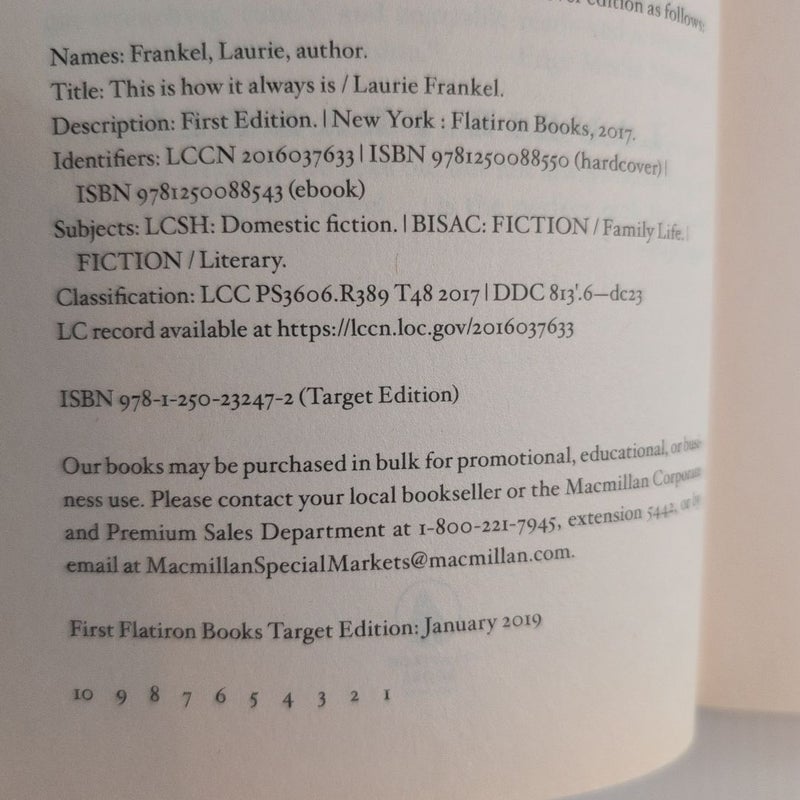 edition as follows:
Names: Frankel, Laurie, author.
Title: This is how it always is / Laurie Frankel.
Description: First Edition. | New York : Flatiron Books, 2017.
Identifiers: LCCN 2016037633 | ISBN 9781250088550 (hardcover) |
ISBN 9781250088543 (ebook)
Subjects: LCSH: Domestic fiction. | BISAC: FICTION / Family Life. |
FICTION / Literary.
Classification: LCC PS3606.R389 T48 2017 | DDC 813'.6—dc23
LC record available at https://lccn.loc.gov/2016037633
ISBN 978-1-250-23247-2 (Target Edition)
Our books may be purchased in bulk for promotional, educational, or busi-
ness use. Please contact your local bookseller or the Macmillan Corporate
and Premium Sales Department at 1-800-221-7945, extension 5442, or by
email at MacmillanSpecialMarkets@macmillan.com.
First Flatiron Books Target Edition: January 2019
10 9 8 7 6 5 4 3 2 1